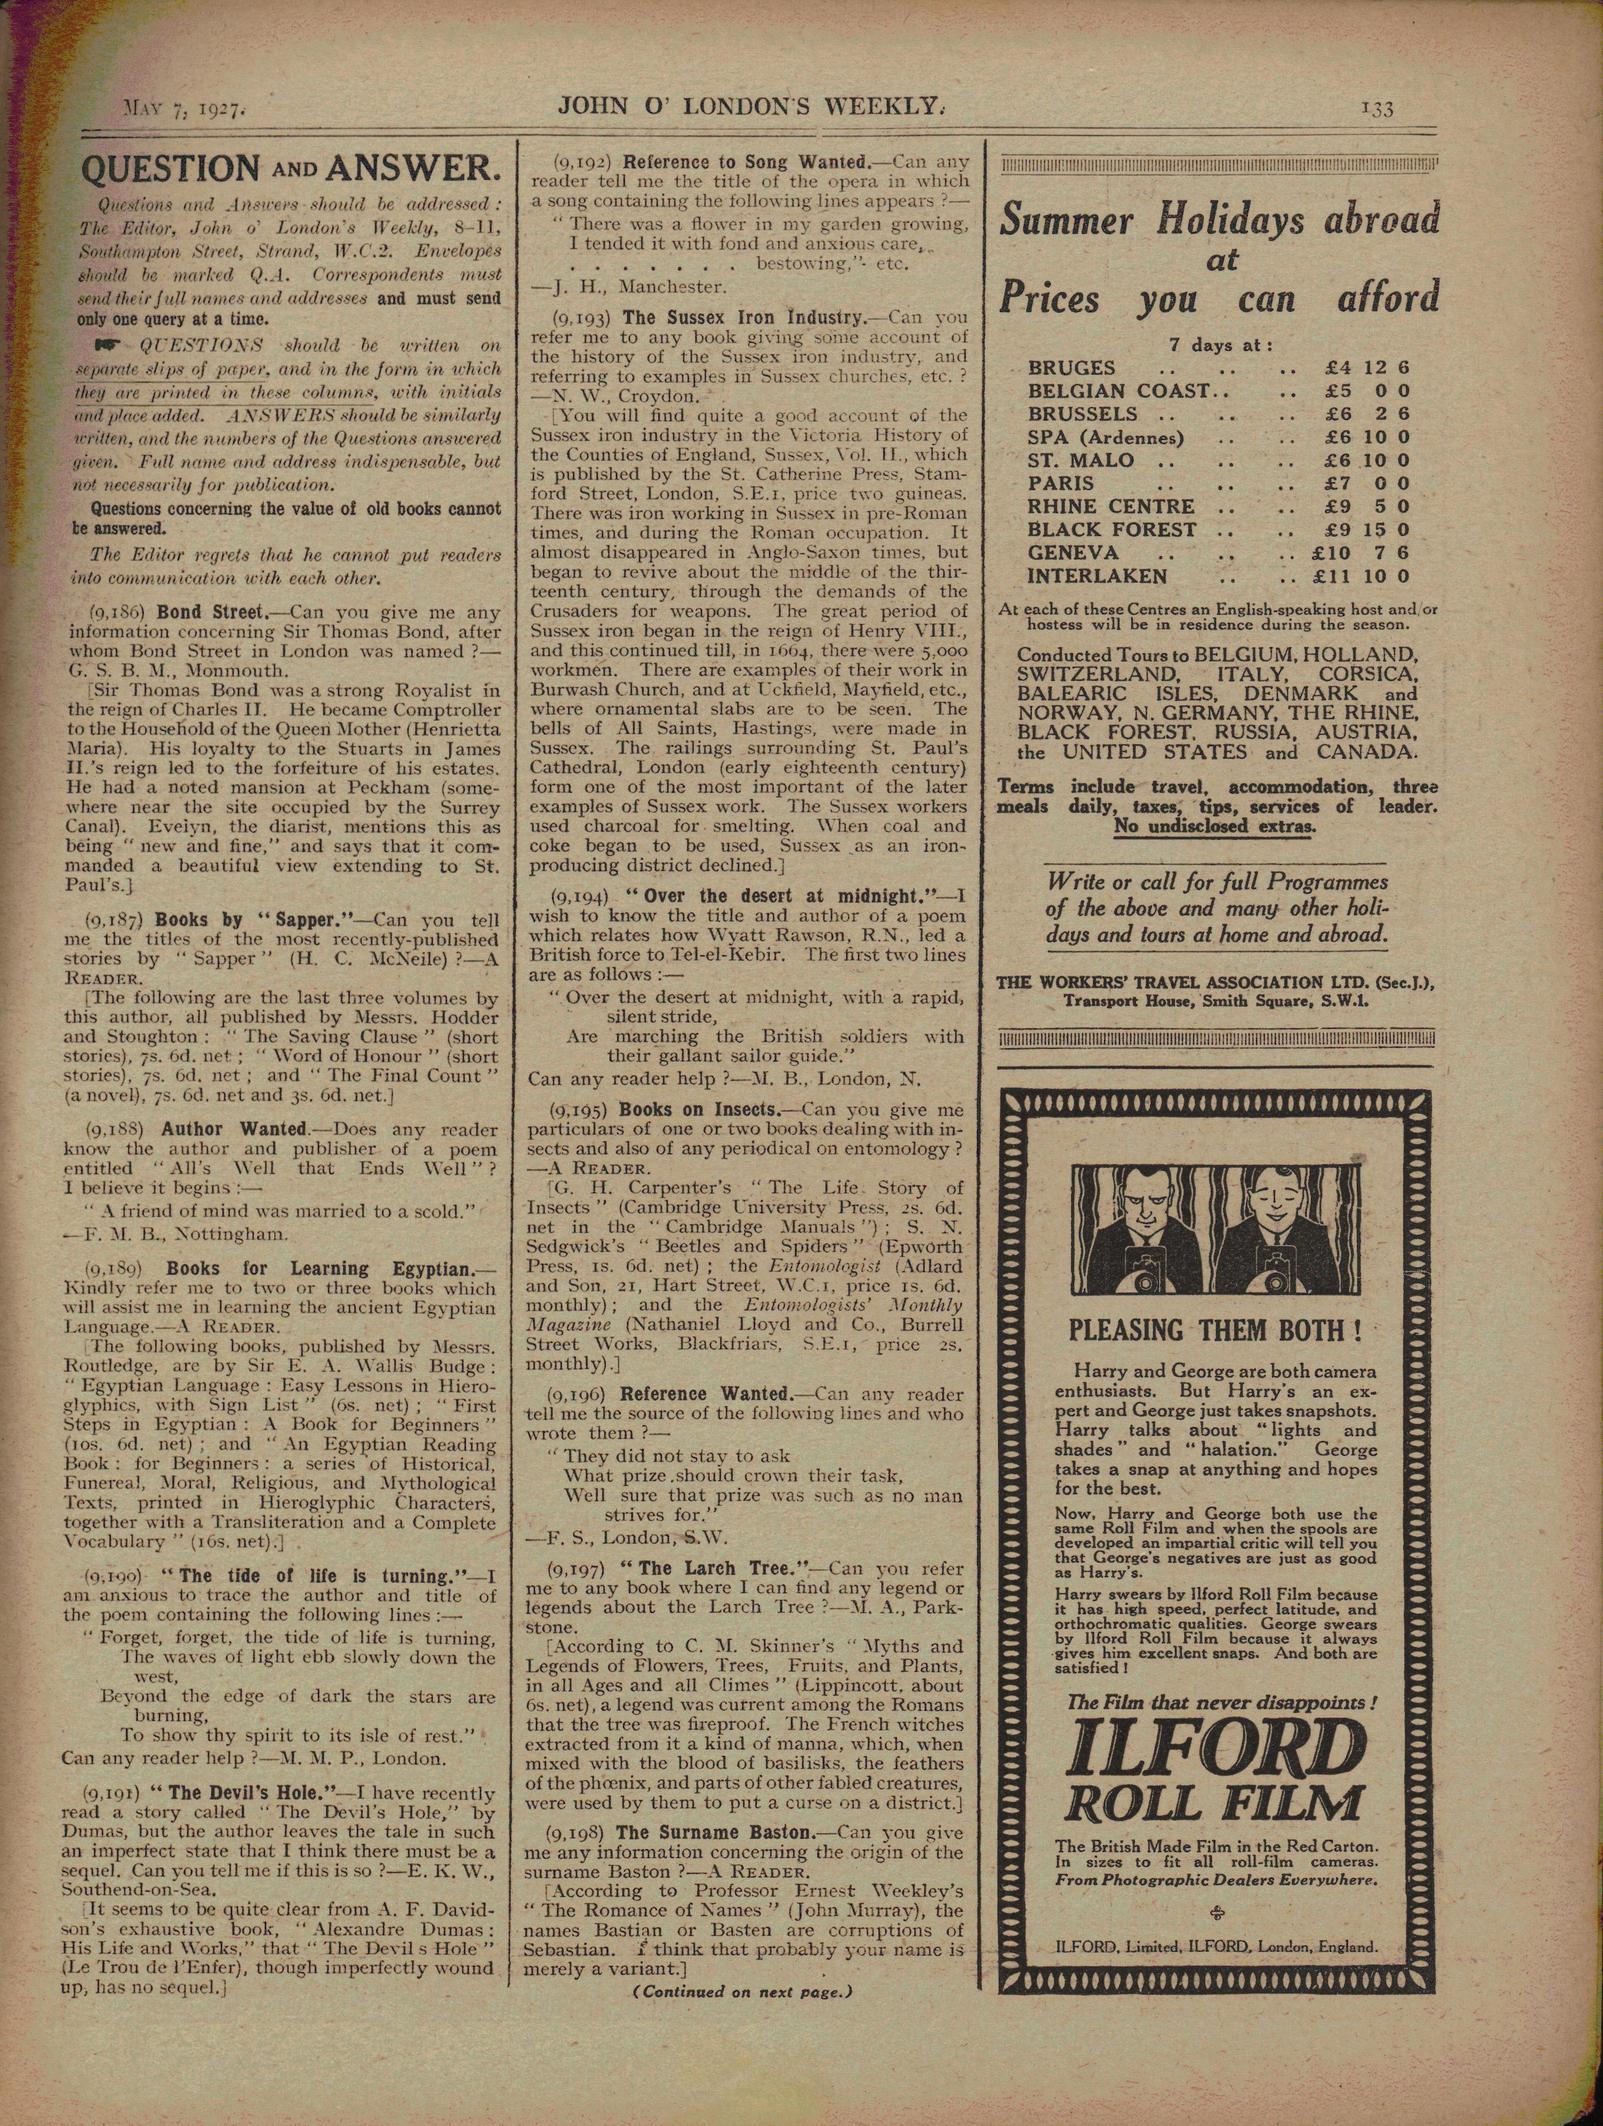 MAY 7, 1927.
JOHN O' LONDON'S WEEKLY.
133
QUESTION AND ANSWER.
Questions and Answers should be addressed :
The Editor, John o' London's Weekly, 8-11,
Southampton Street, Strand, W.C.2. Envelopes
should be marked Q.A. Correspondents must
send their full names and addresses and must send
only one query at a time.
☛ QUESTIONS should be written on
separate slips of paper, and in the form in which
they are printed in these columns, with initials
and place added. ANSWERS should be similarly
written, and the numbers of the Questions answered
given. Full name and address indispensable, but
not necessarily for publication.
Questions concerning the value of old books cannot
be answered.
The Editor regrets that he cannot put readers
into communication with each other.
(9,186) Bond Street.—Can you give me any
information concerning Sir Thomas Bond, after
whom Bond Street in London was named ?—
G. S. B. M., Monmouth.
[Sir Thomas Bond was a strong Royalist in
the reign of Charles II. He became Comptroller
to the Household of the Queen Mother (Henrietta
Maria). His loyalty to the Stuarts in James
II.'s reign led to the forfeiture of his estates.
He had a noted mansion at Peckham (some-
where near the site occupied by the Surrey
Canal). Evelyn, the diarist, mentions this as
being " new and fine," and says that it com-
manded a beautiful view extending to St.
Paul's.]
(9,187) Books by " Sapper."—Can you tell
me the titles of the most recently-published
stories by " Sapper " (H. C. McNeile) ?—A
READER.
[The following are the last three volumes by
this author, all published by Messrs. Hodder
and Stoughton : " The Saving Clause " (short
stories), 7s. 6d. net ; " Word of Honour " (short
stories), 7s. 6d. net ; and " The Final Count "
(a novel), 7s. 6d. net and 3s. 6d. net.]
(9,188) Author Wanted.—Does any reader
know the author and publisher of a poem
entitled " All's Well that Ends Well " ?
I believe it begins :—
" A friend of mind was married to a scold."
—F. M. B., Nottingham.
(9,189) Books for Learning Egyptian.—
Kindly refer me to two or three books which
will assist me in learning the ancient Egyptian
Language.—A READER.
[The following books, published by Messrs.
Routledge, are by Sir E. A. Wallis Budge :
" Egyptian Language : Easy Lessons in Hiero-
glyphics, with Sign List " (6s. net) ; " First
Steps in Egyptian : A Book for Beginners "
(10s. 6d. net) ; and " An Egyptian Reading
Book : for Beginners : a series of Historical,
Funereal, Moral, Religious, and Mythological
Texts, printed in Hieroglyphic Characters,
together with a Transliteration and a Complete
Vocabulary " (16s. net).]
(9,190) " The tide of life is turning."—I
am anxious to trace the author and title of
the poem containing the following lines :—
" Forget, forget, the tide of life is turning,
The waves of light ebb slowly down the
west,
Beyond the edge of dark the stars are
burning,
To show thy spirit to its isle of rest."
Can any reader help ?—M. M. P., London.
(9,191) " The Devil's Hole."—I have recently
read a story called " The Devil's Hole," by
Dumas, but the author leaves the tale in such
an imperfect state that I think there must be a
sequel. Can you tell me if this is so ?—E. K. W.,
Southend-on-Sea.
[It seems to be quite clear from A. F. David-
son's exhaustive book, " Alexandre Dumas :
His Life and Works," that " The Devil s Hole "
(Le Trou de l'Enfer), though imperfectly wound
up, has no sequel.]
(9,192) Reference to Song Wanted.—Can any
reader tell me the title of the opera in which
a song containing the following lines appears ?—
" There was a flower in my garden growing,
I tended it with fond and anxious care,
. . . . . . . bestowing," etc.
—J. H., Manchester.
(9,193) The Sussex Iron Industry.—Can you
refer me to any book giving some account of
the history of the Sussex iron industry, and
referring to examples in Sussex churches, etc. ?
—N. W., Croydon.
[You will find quite a good account of the
Sussex iron industry in the Victoria History of
the Counties of England, Sussex, Vol. II., which
is published by the St. Catherine Press, Stam-
ford Street, London, S.E.1, price two guineas.
There was iron working in Sussex in pre-Roman
times, and during the Roman occupation. It
almost disappeared in Anglo-Saxon times, but
began to revive about the middle of the thir-
teenth century, through the demands of the
Crusaders for weapons. The great period of
Sussex iron began in the reign of Henry VIII.,
and this continued till, in 1664, there were 5,000
workmen. There are examples of their work in
Burwash Church, and at Uckfield, Mayfield, etc.,
where ornamental slabs are to be seen. The
bells of All Saints, Hastings, were made in
Sussex. The railings surrounding St. Paul's
Cathedral, London (early eighteenth century)
form one of the most important of the later
examples of Sussex work. The Sussex workers
used charcoal for smelting. When coal and
coke began to be used, Sussex as an iron-
producing district declined.]
(9,194) " Over the desert at midnight."—I
wish to know the title and author of a poem
which relates how Wyatt Rawson, R.N., led a
British force to Tel-el-Kebir. The first two lines
are as follows :—
" Over the desert at midnight, with a rapid,
silent stride,
Are marching the British soldiers with
their gallant sailor guide."
Can any reader help ?—M. B., London, N.
(9,195) Books on Insects.—Can you give me
particulars of one or two books dealing with in-
sects and also of any periodical on entomology ?
—A READER.
[G. H. Carpenter's " The Life Story of
Insects " (Cambridge University Press, 2s. 6d.
net in the " Cambridge Manuals ") ; S. N.
Sedgwick's " Beetles and Spiders " (Epworth
Press, 1s. 6d. net) ; the Entomologist (Adlard
and Son, 21, Hart Street, W.C.1, price 1s. 6d.
monthly) ; and the Entomologists' Monthly
Magazine (Nathaniel Lloyd and Co., Burrell
Street Works, Blackfriars, S.E.1, price 2s.
monthly).]
(9,196) Reference Wanted.—Can any reader
tell me the source of the following lines and who
wrote them ?—
" They did not stay to ask
What prize should crown their task,
Well sure that prize was such as no man
strives for."
—F. S., London, S.W.
(9,197) " The Larch Tree."—Can you refer
me to any book where I can find any legend or
legends about the Larch Tree ?—M. A., Park-
stone.
[According to C. M. Skinner's " Myths and
Legends of Flowers, Trees, Fruits, and Plants,
in all Ages and all Climes " (Lippincott, about
6s. net), a legend was current among the Romans
that the tree was fireproof. The French witches
extracted from it a kind of manna, which, when
mixed with the blood of basilisks, the feathers
of the phœnix, and parts of other fabled creatures,
were used by them to put a curse on a district.]
(9,198) The Surname Baston.—Can you give
me any information concerning the origin of the
surname Baston ?—A READER.
[According to Professor Ernest Weekley's
" The Romance of Names " (John Murray), the
names Bastian or Basten are corruptions of
Sebastian. I think that probably your name is
merely a variant.]
(Continued on next page.)
Summer Holidays abroad
at
Prices you can afford
7 days at :
BRUGES .. .. .. £4 12 6
BELGIAN COAST.. .. £5 0 0
BRUSSELS .. .. .. £6 2 6
SPA (Ardennes) .. .. £6 10 0
ST. MALO .. .. .. £6 10 0
PARIS .. .. .. £7 0 0
RHINE CENTRE .. .. £9 5 0
BLACK FOREST .. .. £9 15 0
GENEVA .. .. .. £10 7 6
INTERLAKEN .. .. £11 10 0
At each of these Centres an English-speaking host and/or
hostess will be in residence during the season.
Conducted Tours to BELGIUM, HOLLAND,
SWITZERLAND, ITALY, CORSICA,
BALEARIC ISLES, DENMARK and
NORWAY, N. GERMANY, THE RHINE,
BLACK FOREST, RUSSIA, AUSTRIA,
the UNITED STATES and CANADA.
Terms include travel, accommodation, three
meals daily, taxes, tips, services of leader.
No undisclosed extras.
Write or call for full Programmes
of the above and many other holi-
days and tours at home and abroad.
THE WORKERS' TRAVEL ASSOCIATION LTD. (Sec.J.),
Transport House, Smith Square, S.W.1.
PLEASING THEM BOTH !
Harry and George are both camera
enthusiasts. But Harry's an ex-
pert and George just takes snapshots.
Harry talks about " lights and
shades " and " halation." George
takes a snap at anything and hopes
for the best.
Now, Harry and George both use the
same Roll Film and when the spools are
developed an impartial critic will tell you
that George's negatives are just as good
as Harry's.
Harry swears by Ilford Roll Film because
it has high speed, perfect latitude, and
orthochromatic qualities. George swears
by Ilford Roll Film because it always
gives him excellent snaps. And both are
satisfied !
The Film that never disappoints !
ILFORD
ROLL FILM
The British Made Film in the Red Carton.
In sizes to fit all roll-film cameras.
From Photographic Dealers Everywhere.
ILFORD, Limited, ILFORD, London, England.